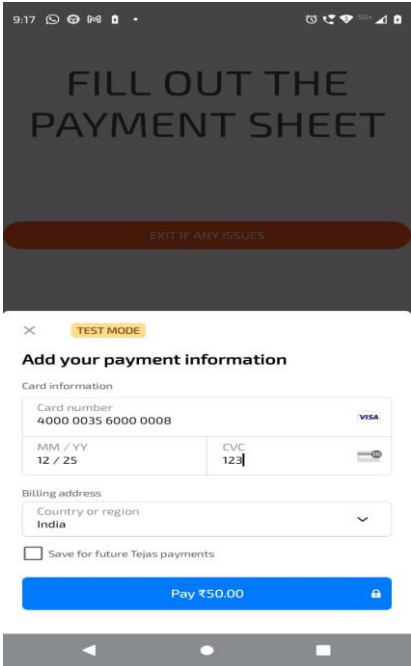 9:17
5G+
FILL OUT THE
PAYMENT SHEET
EXIT IF ANY ISSUES
TEST MODE
Add your payment information
Card information
Card number
4000 0035 6000 0008
VISA
MM / YY
12 / 25
CVC
123
Billing address
Country or region
India
Save for future Tejas payments
Pay ₹50.00